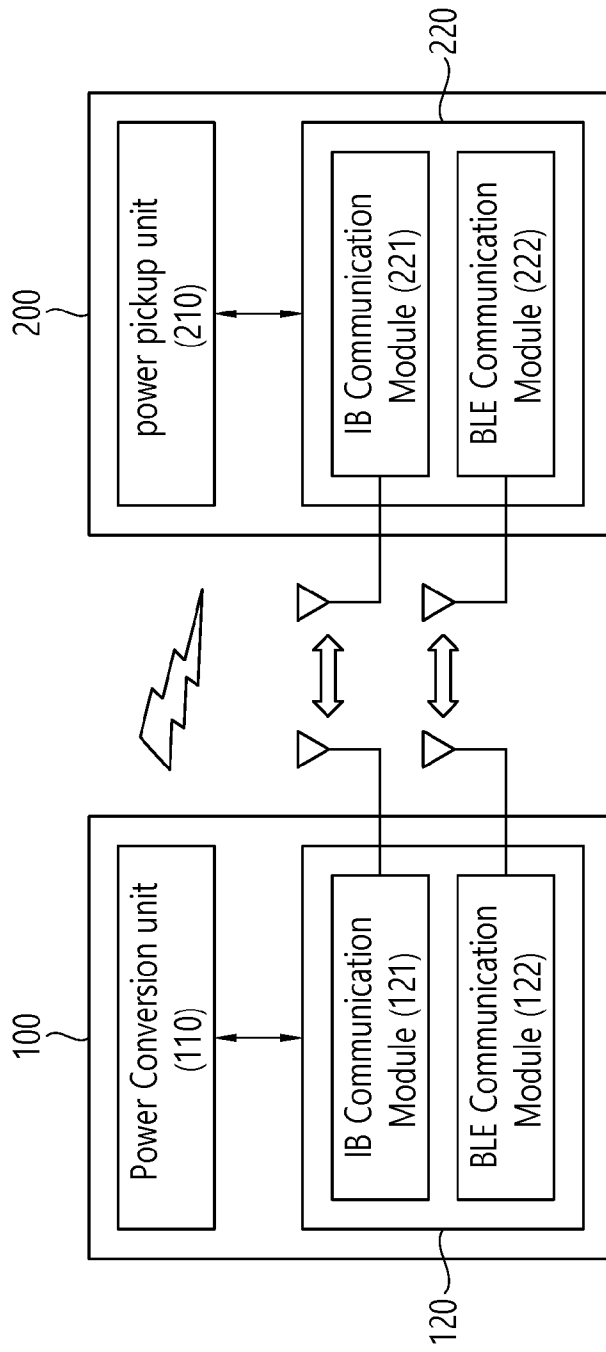 100
Power Conversion unit
(110)
IB Communication
Module (121)
BLE Communication
Module (122)
120
200
power pickup unit
(210)
IB Communication
Module (221)
BLE Communication
Module (222)
220